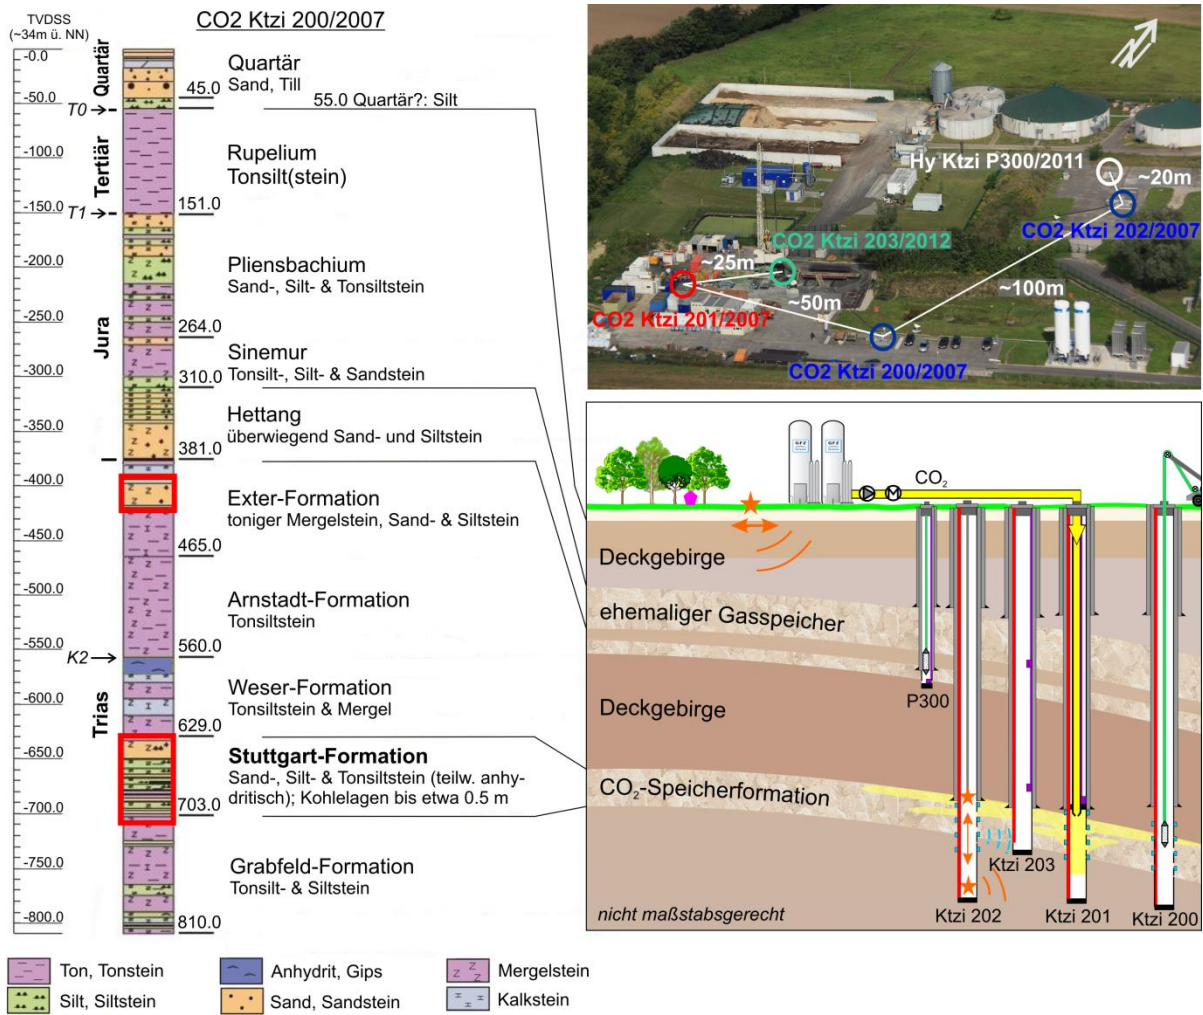 TVDSS
(~34m ü. NN)
CO2 Ktzi 200/2007
-0.0
-50.0
-100.0
-150.0
-200.0
-250.0
-300.0
-350.0
-400.0
-450.0
-500.0
-550.0
-600.0
-650.0
-700.0
-750.0
-800.0
T0
T1
K2
Quartär
Tertiär
Jura
I
Trias
Quartär
Sand, Till
45.0
55.0 Quartär?: Silt
Rupelium
Tonsilt(stein)
151.0
Pliensbachium
Sand-, Silt- & Tonsiltstein
264.0
Sinemur
Tonsilt-, Silt- & Sandstein
310.0
Hettang
überwiegend Sand- und Siltstein
381.0
Exter-Formation
toniger Mergelstein, Sand- & Siltstein
465.0
Arnstadt-Formation
Tonsiltstein
560.0
Weser-Formation
Tonsiltstein & Mergel
629.0
Stuttgart-Formation
Sand-, Silt- & Tonsiltstein (teilw. anhy-
dritisch); Kohlelagen bis etwa 0.5 m
703.0
Grabfeld-Formation
Tonsilt- & Siltstein
810.0
Ton, Tonstein
Anhydrit, Gips
Mergelstein
Silt, Siltstein
Sand, Sandstein
Kalkstein
N
Hy Ktzi P300/2011
~20m
CO2 Ktzi 202/2007
CO2 Ktzi 203/2012
~25m
~50m
~100m
CO2 Ktzi 201/2007
CO2 Ktzi 200/2007
GFZ
GFZ
M
CO2
Deckgebirge
ehemaliger Gasspeicher
P300
Deckgebirge
CO2-Speicherformation
Ktzi 203
nicht maßstabsgerecht
Ktzi 202
Ktzi 201
Ktzi 200